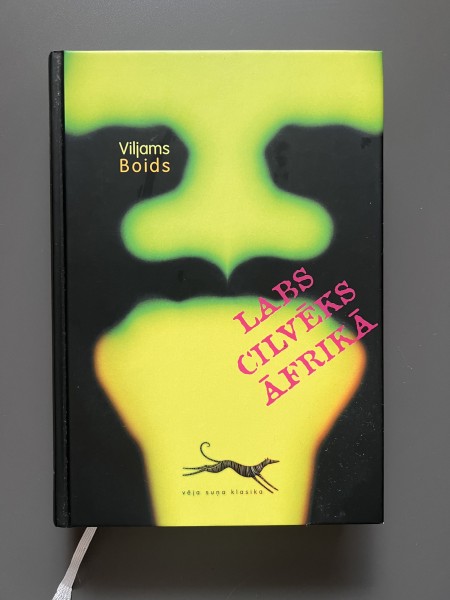 Viljams
Boids
LABS
CILVĒKS
ĀFRIKĀ
vēja suņa klasika